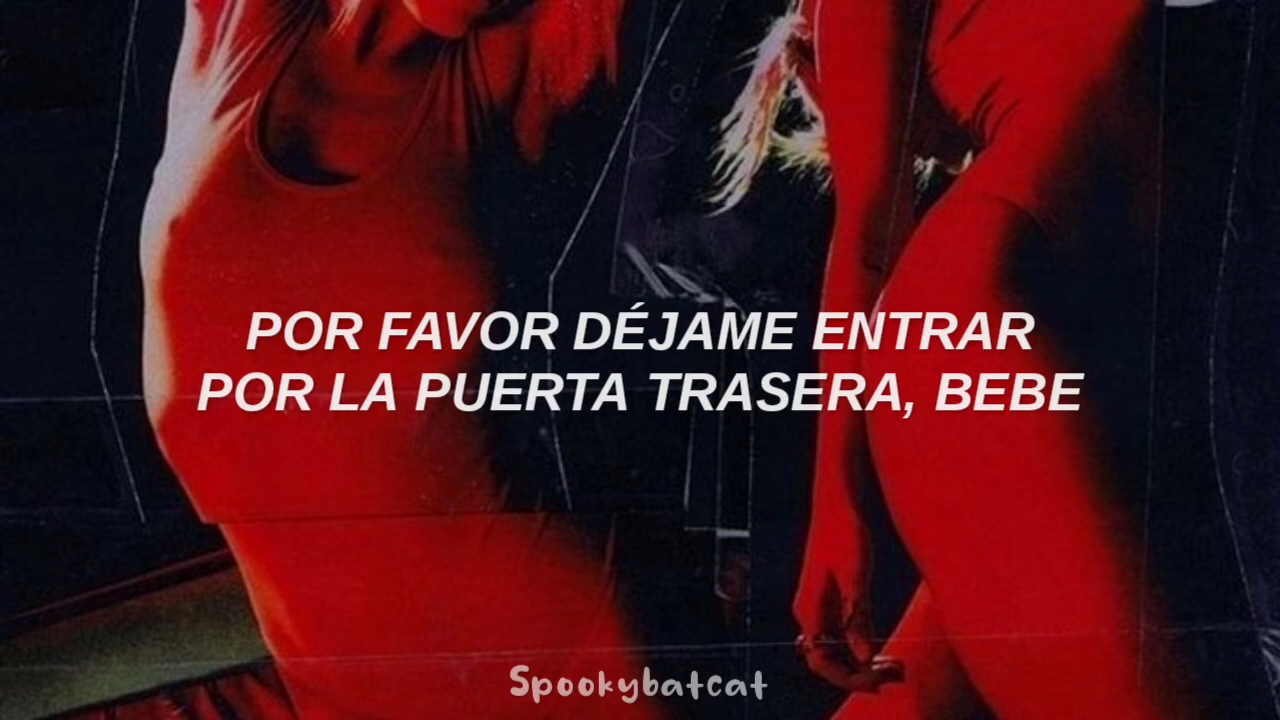 POR FAVOR DÉJAME ENTRAR
POR LA PUERTA TRASERA, BEBE
Spookybatcat